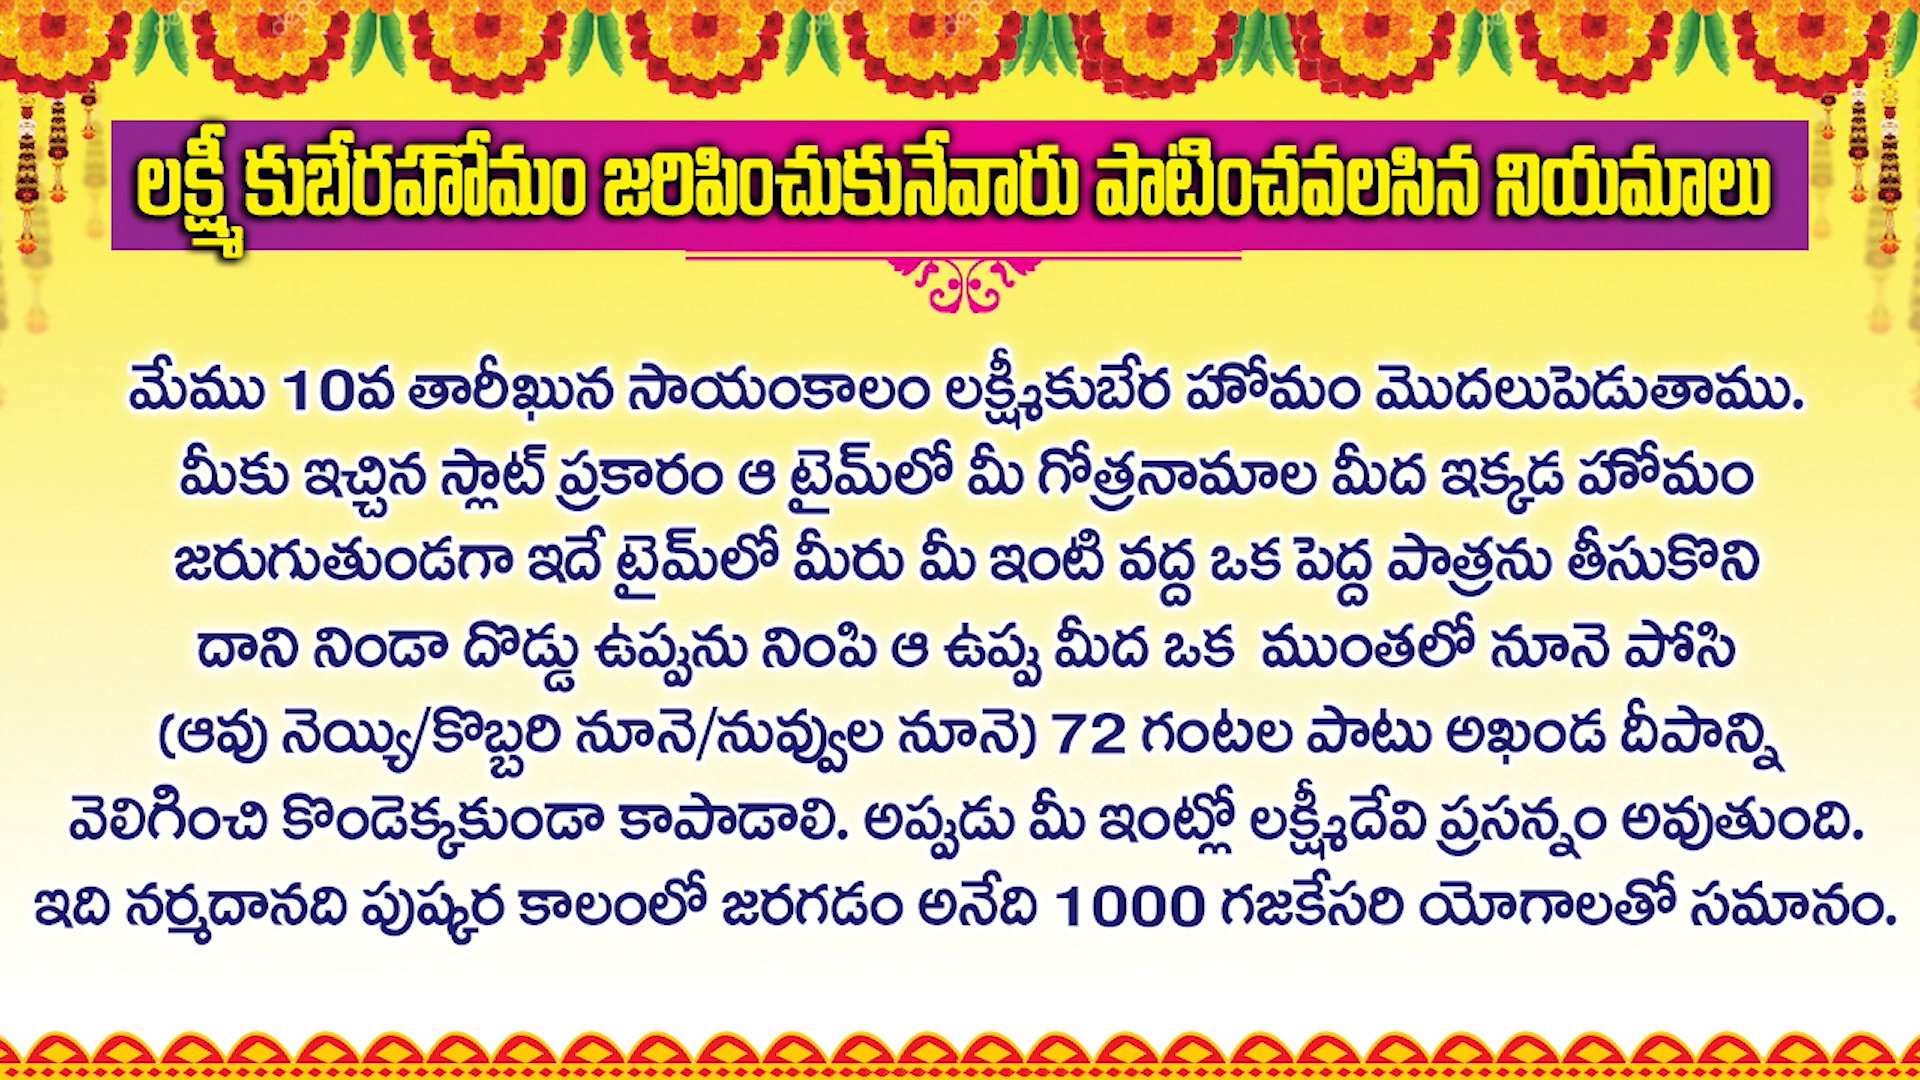 లక్ష్మీ కుబేరహోమం జరిపించుకునేవారు పాటించవలసిన నియమాలు
మేము 10వ తారీఖున సాయంకాలం లక్ష్మీకుబేర హోమం మొదలుపెడుతాము.
మీకు ఇచ్చిన స్లాట్ ప్రకారం ఆ టైమ్‌లో మీ గోత్రనామాల మీద ఇక్కడ హోమం
జరుగుతుండగా ఇదే టైమ్‌లో మీరు మీ ఇంటి వద్ద ఒక పెద్ద పాత్రను తీసుకొని
దాని నిండా దొడ్డు ఉప్పును నింపి ఆ ఉప్పు మీద ఒక ముంతలో నూనె పోసి
(ఆవు నెయ్యి/కొబ్బరి నూనె/నువ్వుల నూనె) 72 గంటల పాటు అఖండ దీపాన్ని
వెలిగించి కొండెక్కకుండా కాపాడాలి. అప్పుడు మీ ఇంట్లో లక్ష్మీదేవి ప్రసన్నం అవుతుంది.
ఇది నర్మదానది పుష్కర కాలంలో జరగడం అనేది 1000 గజకేసరి యోగాలతో సమానం.